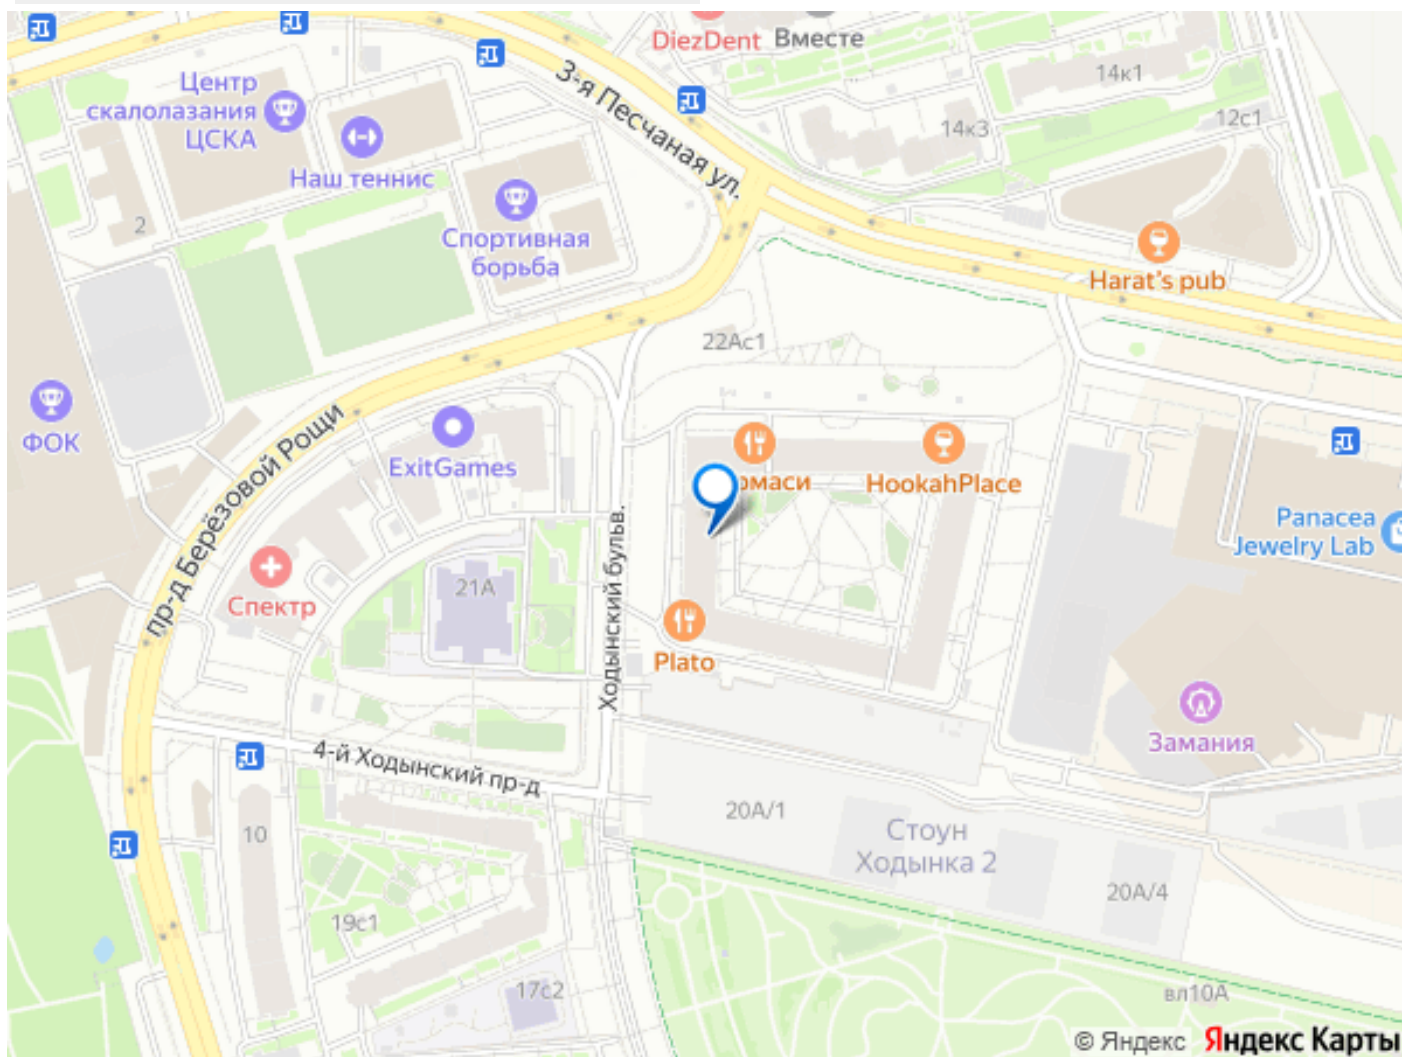 DiezDent
Вместе
Центр
скалолазания
ЦСКА
3-я Песчаная ул.
14к1
12с1
14к3
Наш теннис
2
Спортивная
борьба
Harat's pub
22Ас1
ФОК
ExitGames
пр-д Берёзовой Рощи
HookahPlace
Panacea
Jewelry Lab
Ходынский бульв.
21А
Спектр
Plato
Замания
4-й Ходынский пр-д
20А/1
Стоун
Ходынка 2
10
20А/4
19с1
17с2
вл10А
© Яндекс Яндекс Карты